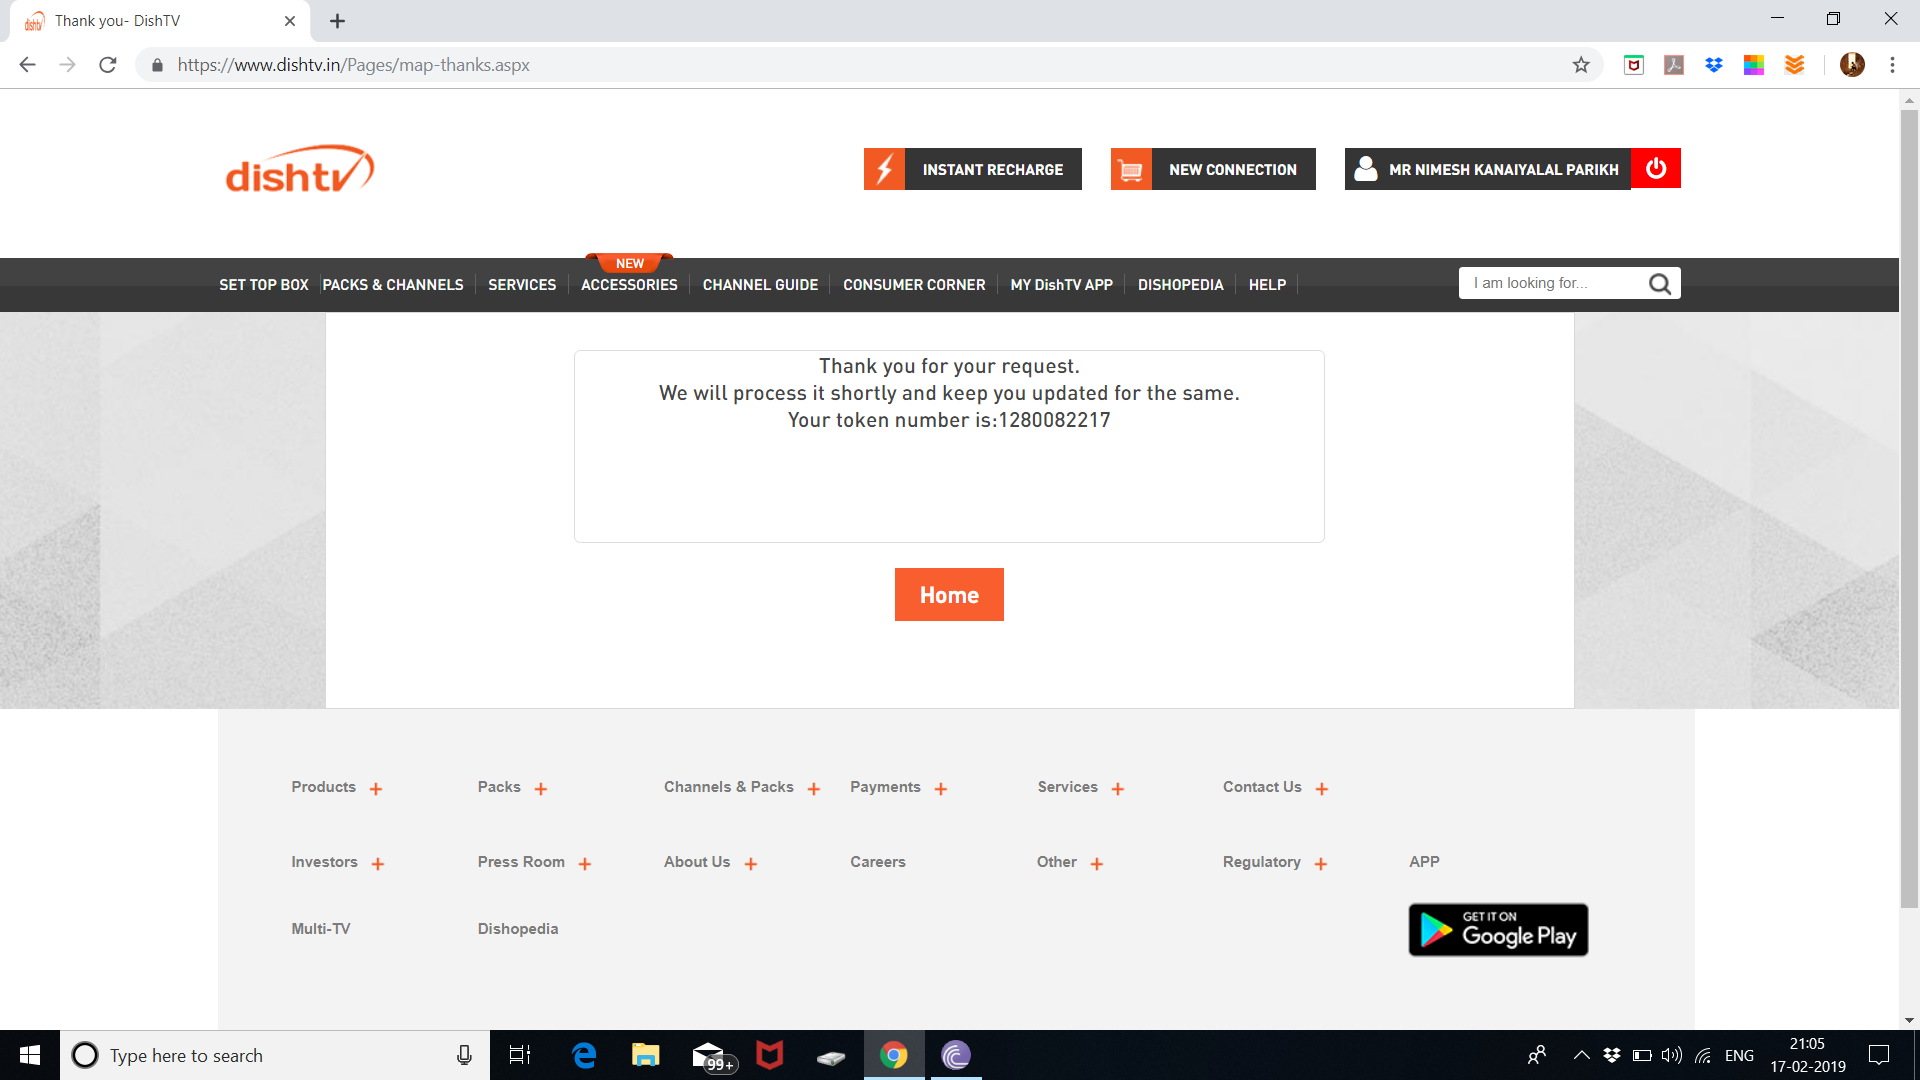 Thank you- DishTV
https://www.dishtv.in/Pages/map-thanks.aspx
dishtv
INSTANT RECHARGE
NEW CONNECTION
MR NIMESH KANAIYALAL PARIKH
NEW
SET TOP BOX
PACKS & CHANNELS
SERVICES
ACCESSORIES
CHANNEL GUIDE
CONSUMER CORNER
MY DishTV APP
DISHOPEDIA
HELP
I am looking for...
Thank you for your request.
We will process it shortly and keep you updated for the same.
Your token number is:1280082217
Home
Products +
Packs +
Channels & Packs +
Payments +
Services +
Contact Us +
Investors +
Press Room +
About Us +
Careers
Other +
Regulatory +
APP
Multi-TV
Dishopedia
GET IT ON
Google Play
Type here to search
99+
ENG
21:05
17-02-2019